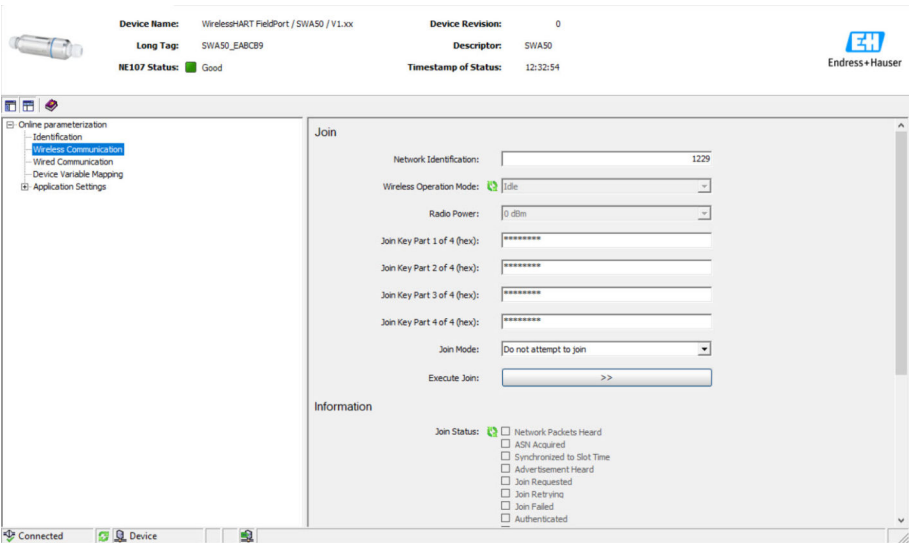 Device Name: WirelessHART FieldPort / SWA50 / V1.xx Device Revision: 0
Long Tag: SWA50_EABCB9 Descriptor: SWA50
NE107 Status: Good Timestamp of Status: 12:32:54
EH
Endress+Hauser
Online parameterization
Identification
Wireless Communication
Wired Communication
Device Variable Mapping
Application Settings
Join
Network Identification: 1229
Wireless Operation Mode: Idle
Radio Power: 0 dBm
Join Key Part 1 of 4 (hex): ********
Join Key Part 2 of 4 (hex): ********
Join Key Part 3 of 4 (hex): ********
Join Key Part 4 of 4 (hex): ********
Join Mode: Do not attempt to join
Execute Join: >>
Information
Join Status: Network Packets Heard
ASN Acquired
Synchronized to Slot Time
Advertisement Heard
Join Requested
Join Retrying
Join Failed
Authenticated
Connected Device